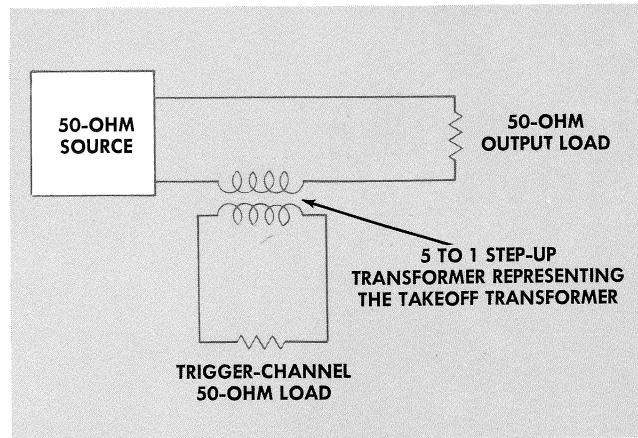 50-OHM
SOURCE
50-OHM
OUTPUT LOAD
5 TO 1 STEP-UP
TRANSFORMER REPRESENTING
THE TAKEOFF TRANSFORMER
TRIGGER-CHANNEL
50-OHM LOAD